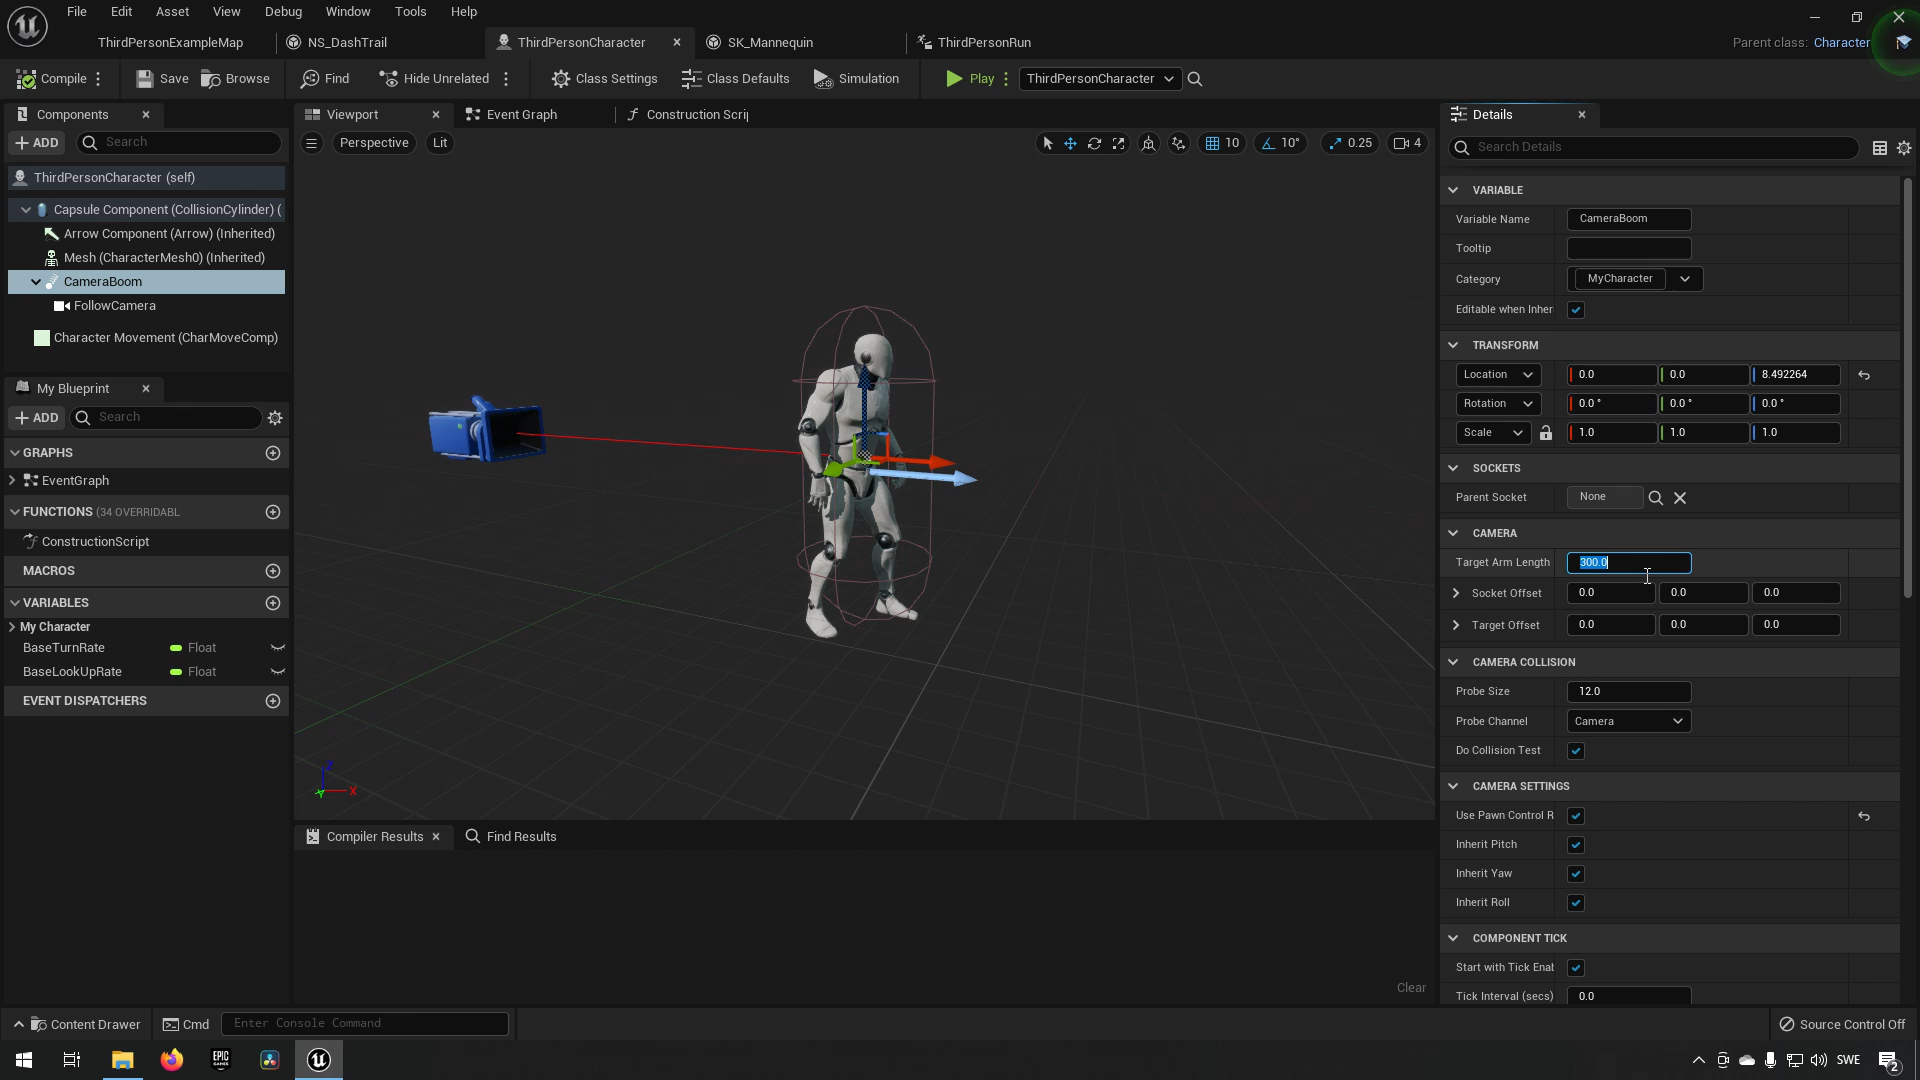 File Edit Asset View Debug Window Tools Help
ThirdPersonExampleMap NS_DashTrail ThirdPersonCharacter SK_Mannequin ThirdPersonRun Parent class: Character
Compile Save Browse Find Hide Unrelated Class Settings Class Defaults Simulation Play ThirdPersonCharacter
Components
ADD Search
ThirdPersonCharacter (self)
Capsule Component (CollisionCylinder) (
Arrow Component (Arrow) (Inherited)
Mesh (CharacterMesh0) (Inherited)
CameraBoom
FollowCamera
Character Movement (CharMoveComp)
My Blueprint
ADD Search
GRAPHS
EventGraph
FUNCTIONS (34 OVERRIDABL
ConstructionScript
MACROS
VARIABLES
My Character
BaseTurnRate Float
BaseLookUpRate Float
EVENT DISPATCHERS
Viewport Event Graph Construction Scrip
Perspective Lit 10 10° 0.25 4
Z
Y X
Compiler Results Find Results
Clear
Details
Search Details
VARIABLE
Variable Name CameraBoom
Tooltip
Category MyCharacter
Editable when Inher
TRANSFORM
Location 0.0 0.0 8.492264
Rotation 0.0 ° 0.0 ° 0.0 °
Scale 1.0 1.0 1.0
SOCKETS
Parent Socket None
CAMERA
Target Arm Length 300.0
Socket Offset 0.0 0.0 0.0
Target Offset 0.0 0.0 0.0
CAMERA COLLISION
Probe Size 12.0
Probe Channel Camera
Do Collision Test
CAMERA SETTINGS
Use Pawn Control R
Inherit Pitch
Inherit Yaw
Inherit Roll
COMPONENT TICK
Start with Tick Enab
Tick Interval (secs) 0.0
Content Drawer Cmd Enter Console Command Source Control Off
EPIC GAMES SWE 2